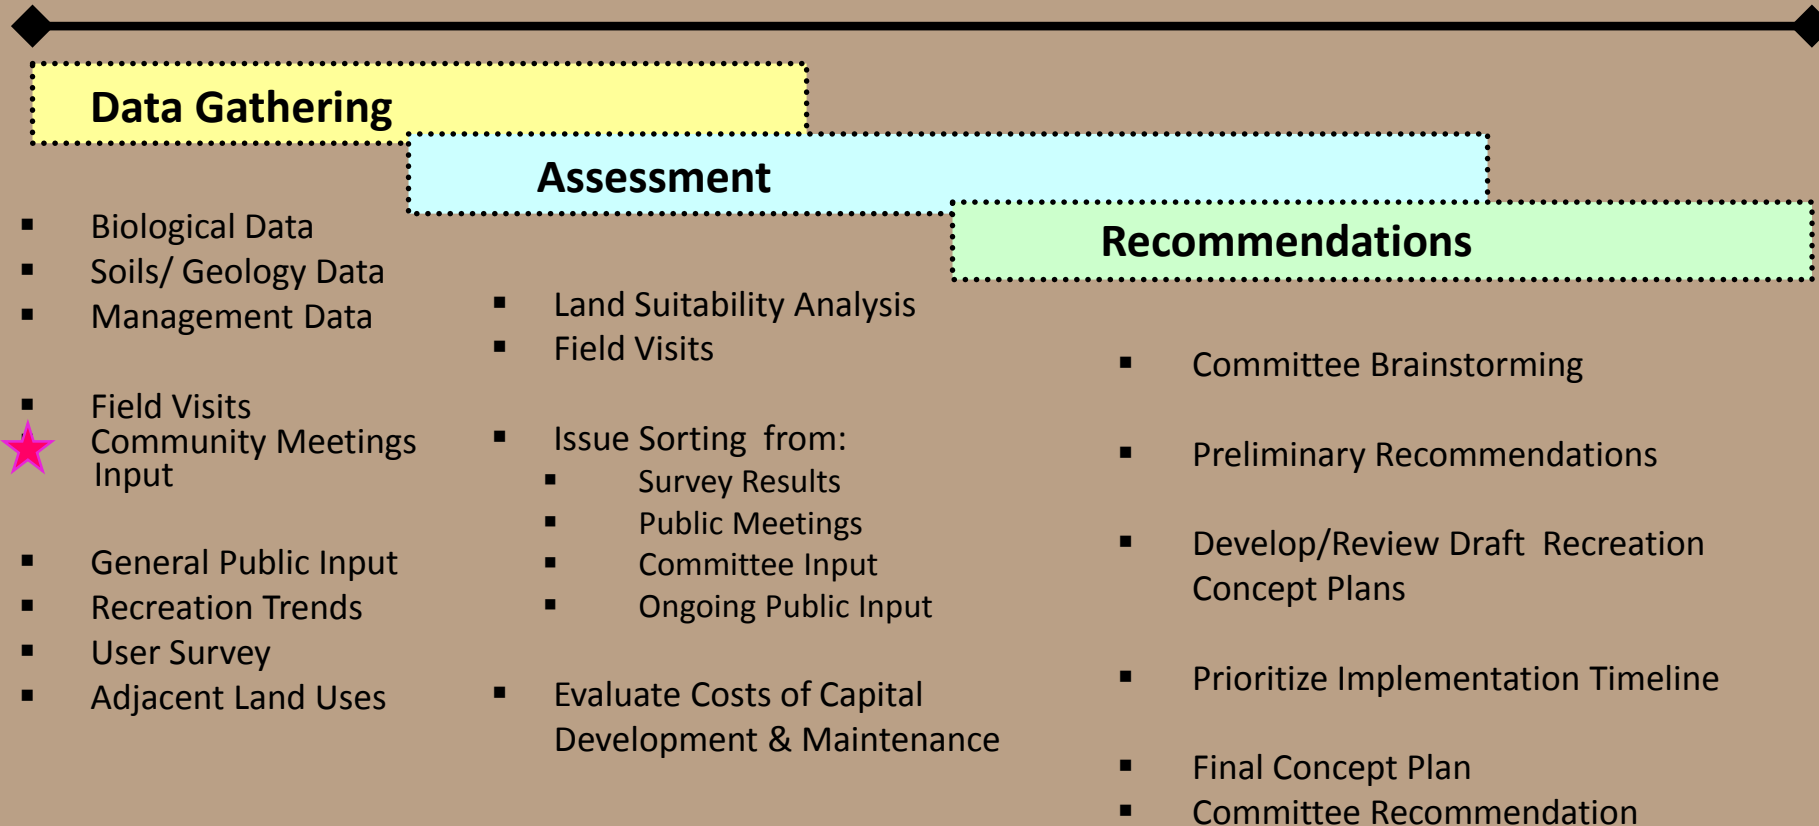 Data Gathering
Assessment
Recommendations
Biological Data
Soils/ Geology Data
Management Data
Field Visits
Community Meetings
Input
General Public Input
Recreation Trends
User Survey
Adjacent Land Uses
Land Suitability Analysis
Field Visits
Issue Sorting from:
Survey Results
Public Meetings
Committee Input
Ongoing Public Input
Evaluate Costs of Capital
Development & Maintenance
Committee Brainstorming
Preliminary Recommendations
Develop/Review Draft Recreation
Concept Plans
Prioritize Implementation Timeline
Final Concept Plan
Committee Recommendation